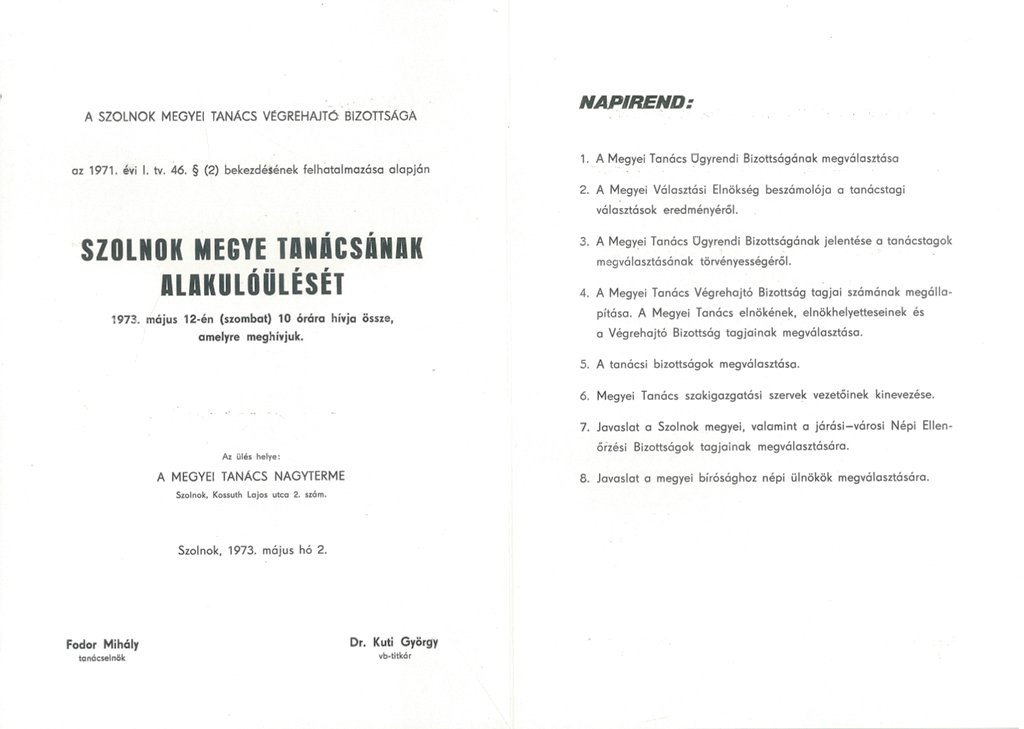 A SZOLNOK MEGYEI TANÁCS VÉGREHAJTÓ BIZOTTSÁGA
az 1971. évi I. tv. 46. § (2) bekezdésének felhatalmazása alapján
SZOLNOK MEGYE TANÁCSÁNAK
ALAKULÓÜLÉSÉT
1973. május 12-én (szombat) 10 órára hívja össze,
amelyre meghívjuk.
Az ülés helye:
A MEGYEI TANÁCS NAGYTERME
Szolnok, Kossuth Lajos utca 2. szám.
Szolnok, 1973. május hó 2.
Fodor Mihály
tanácselnök
Dr. Kuti György
vb-titkár
NAPIREND:
1. A Megyei Tanács Ügyrendi Bizottságának megválasztása
2. A Megyei Választási Elnökség beszámolója a tanácstagi
választások eredményéről.
3. A Megyei Tanács Ügyrendi Bizottságának jelentése a tanácstagok
megválasztásának törvényességéről.
4. A Megyei Tanács Végrehajtó Bizottság tagjai számának megálla-
pítása. A Megyei Tanács elnökének, elnökhelyetteseinek és
a Végrehajtó Bizottság tagjainak megválasztása.
5. A tanácsi bizottságok megválasztása.
6. Megyei Tanács szakigazgatási szervek vezetőinek kinevezése.
7. Javaslat a Szolnok megyei, valamint a járási—városi Népi Ellen-
őrzési Bizottságok tagjainak megválasztására.
8. Javaslat a megyei bírósághoz népi ülnökök megválasztására.